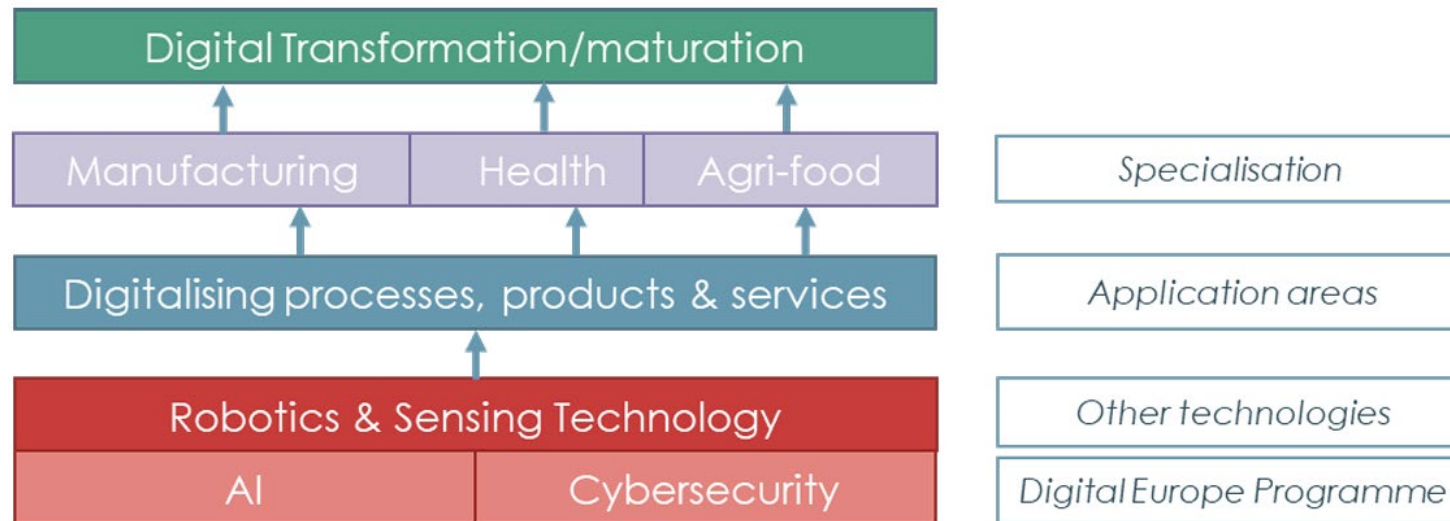 Digital Transformation/maturation
Manufacturing Health Agri-food Specialisation
Digitalising processes, products & services Application areas
Robotics & Sensing Technology Other technologies
AI Cybersecurity Digital Europe Programme